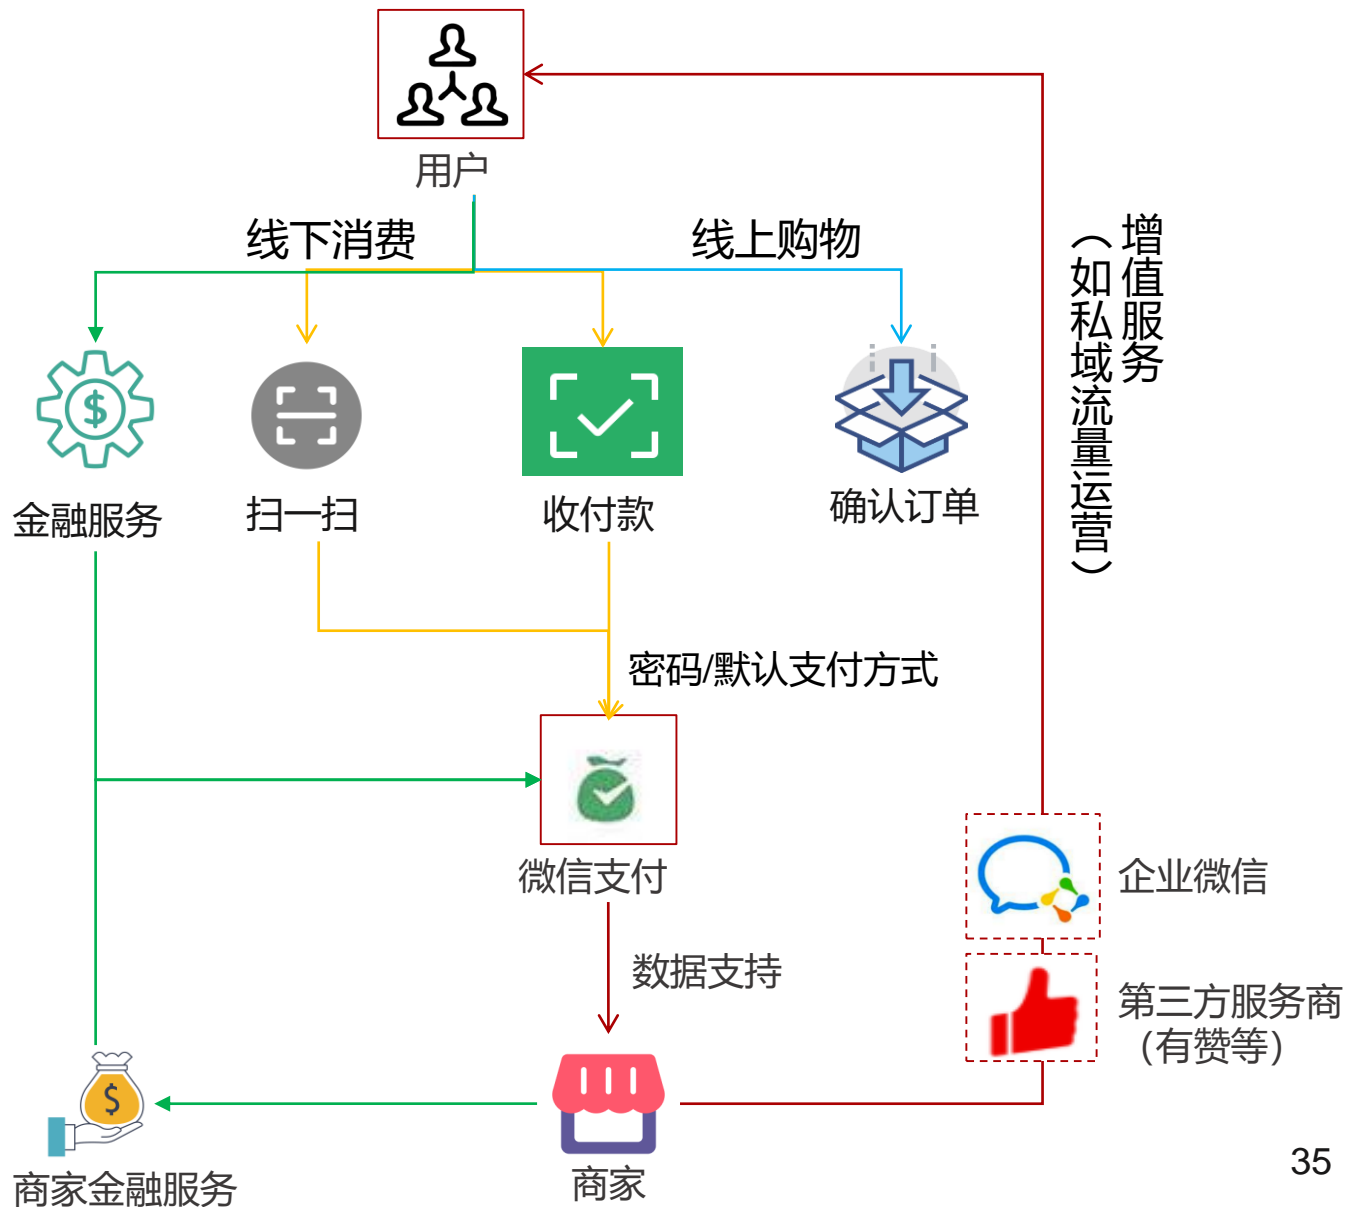 用户
线下消费
线上购物
增值服务
（如私域流量运营）
金融服务
扫一扫
收付款
确认订单
密码/默认支付方式
微信支付
企业微信
数据支持
第三方服务商
（有赞等）
商家金融服务
商家
35